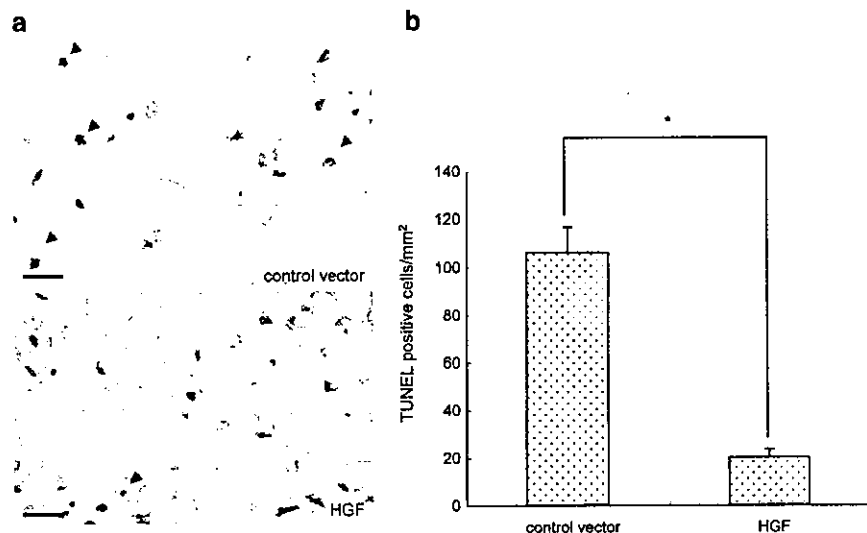 a
control vector
HGF
b
*
TUNEL positive cells/mm²
140
120
100
80
60
40
20
0
control vector
HGF